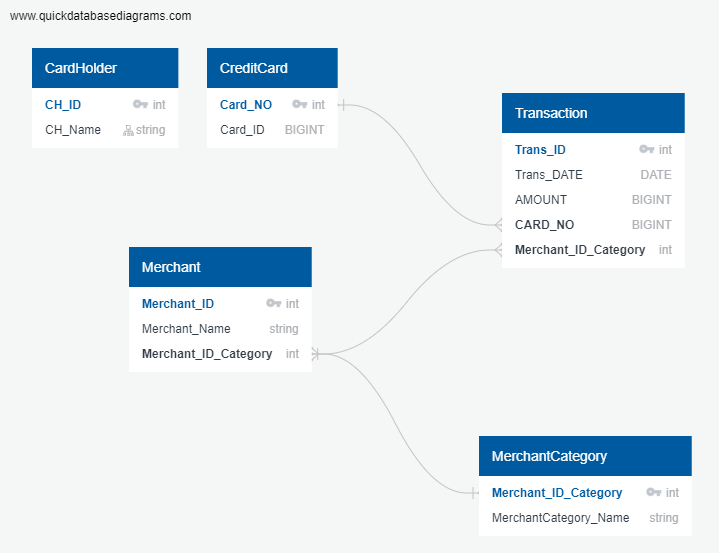 www.quickdatabasediagrams.com
CardHolder
CH_ID int
CH_Name string
CreditCard
Card_NO int
Card_ID BIGINT
Transaction
Trans_ID int
Trans_DATE DATE
AMOUNT BIGINT
CARD_NO BIGINT
Merchant_ID_Category int
Merchant
Merchant_ID int
Merchant_Name string
Merchant_ID_Category int
MerchantCategory
Merchant_ID_Category int
MerchantCategory_Name string